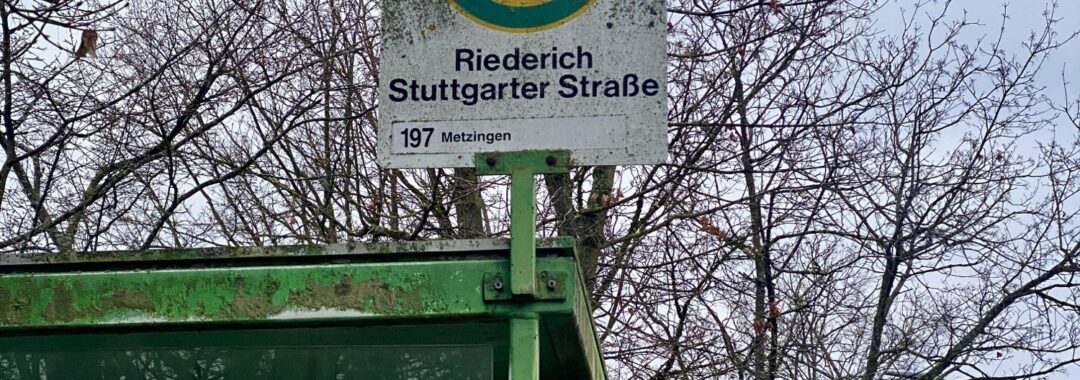 Riederich
Stuttgarter Straße
197 Metzingen